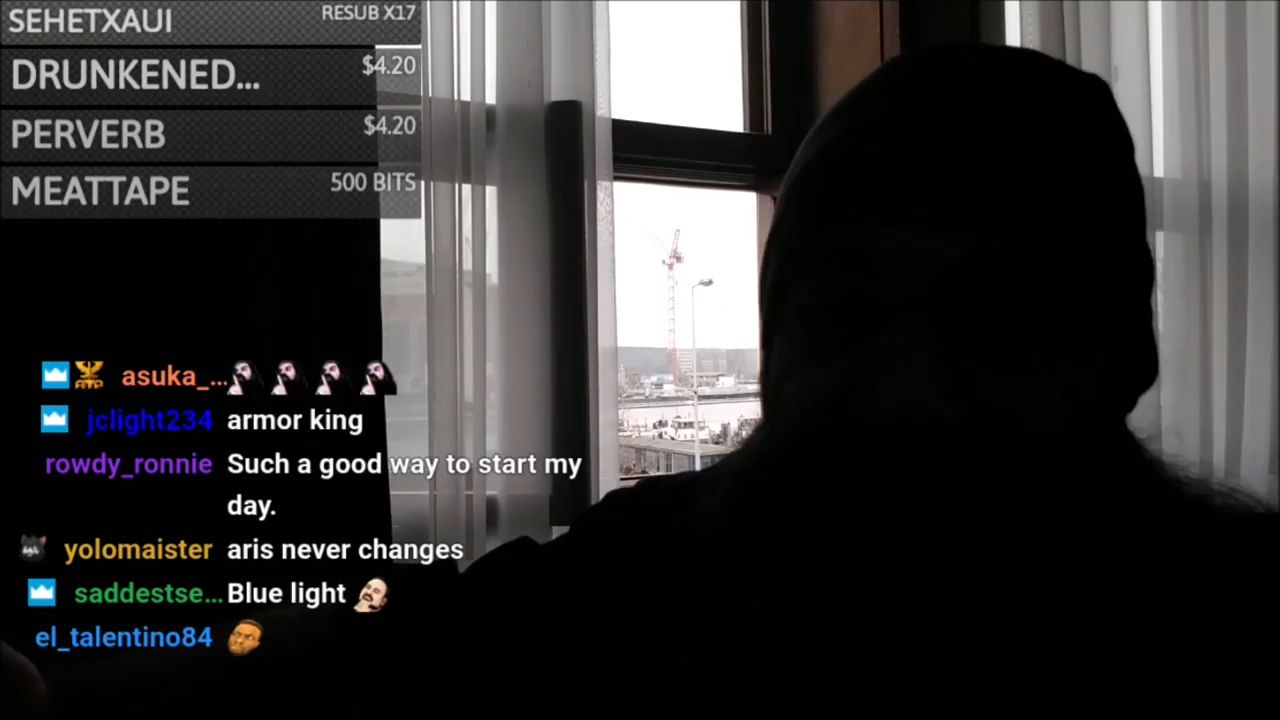 SEHETXAUI RESUB X17
DRUNKENED... $4.20
PERVERB $4.20
MEATTAPE 500 BITS
ATP asuka_...
jclight234 armor king
rowdy_ronnie Such a good way to start my
day.
yolomaister aris never changes
saddestse... Blue light
el_talentino84